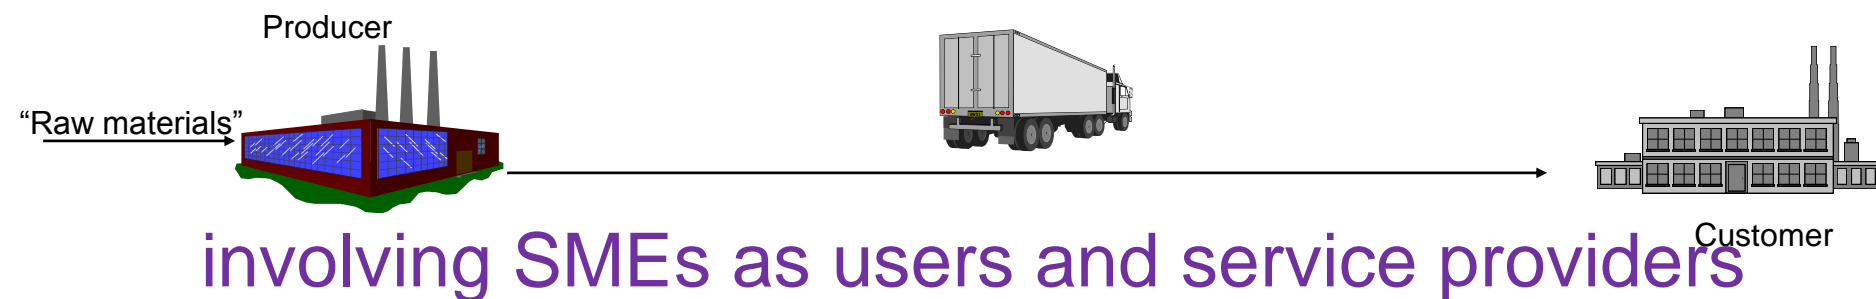 Producer
“Raw materials”
Customer
involving SMEs as users and service providers